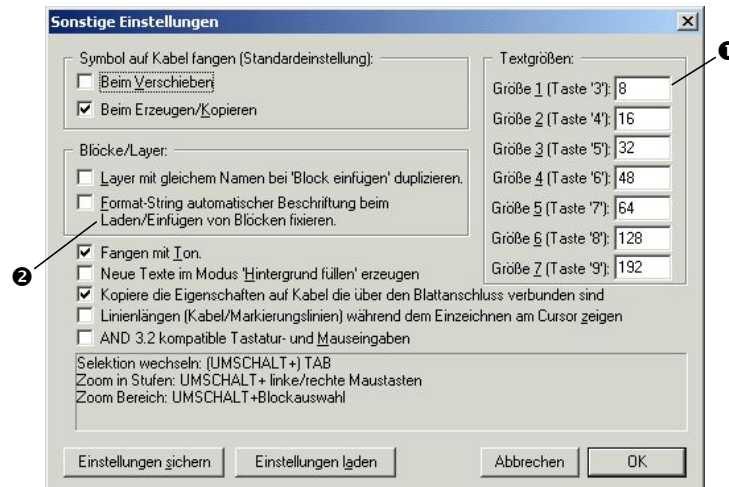 Sonstige Einstellungen
Symbol auf Kabel fangen (Standardeinstellung):
Beim Verschieben
Beim Erzeugen/Kopieren
Blöcke/Layer:
Layer mit gleichem Namen bei 'Block einfügen' duplizieren.
Format-String automatischer Beschriftung beim
Laden/Einfügen von Blöcken fixieren.
Textgrößen:
Größe 1 (Taste '3'): 8
Größe 2 (Taste '4'): 16
Größe 3 (Taste '5'): 32
Größe 4 (Taste '6'): 48
Größe 5 (Taste '7'): 64
Größe 6 (Taste '8'): 128
Größe 7 (Taste '9'): 192
❶
❷
Fangen mit Ton.
Neue Texte im Modus 'Hintergrund füllen' erzeugen
Kopiere die Eigenschaften auf Kabel die über den Blattanschluss verbunden sind
Linienlängen (Kabel/Markierungslinien) während dem Einzeichnen am Cursor zeigen
AND 3.2 kompatible Tastatur- und Mauseingaben
Selektion wechseln: (UMSCHALT+) TAB
Zoom in Stufen: UMSCHALT+ linke/rechte Maustasten
Zoom Bereich: UMSCHALT+Blockauswahl
Einstellungen sichern
Einstellungen laden
Abbrechen
OK